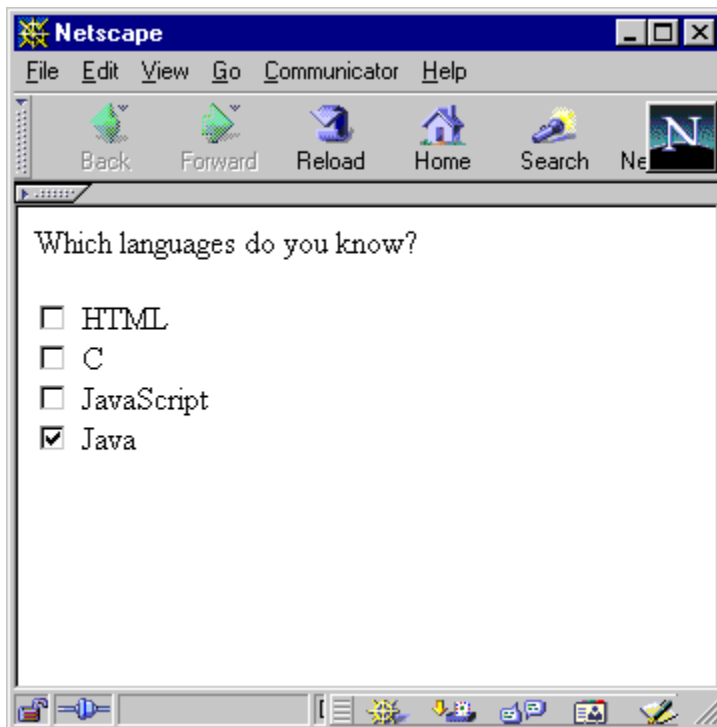 Netscape
File Edit View Go Communicator Help
Back Forward Reload Home Search Ne N
Which languages do you know?
HTML
C
JavaScript
Java